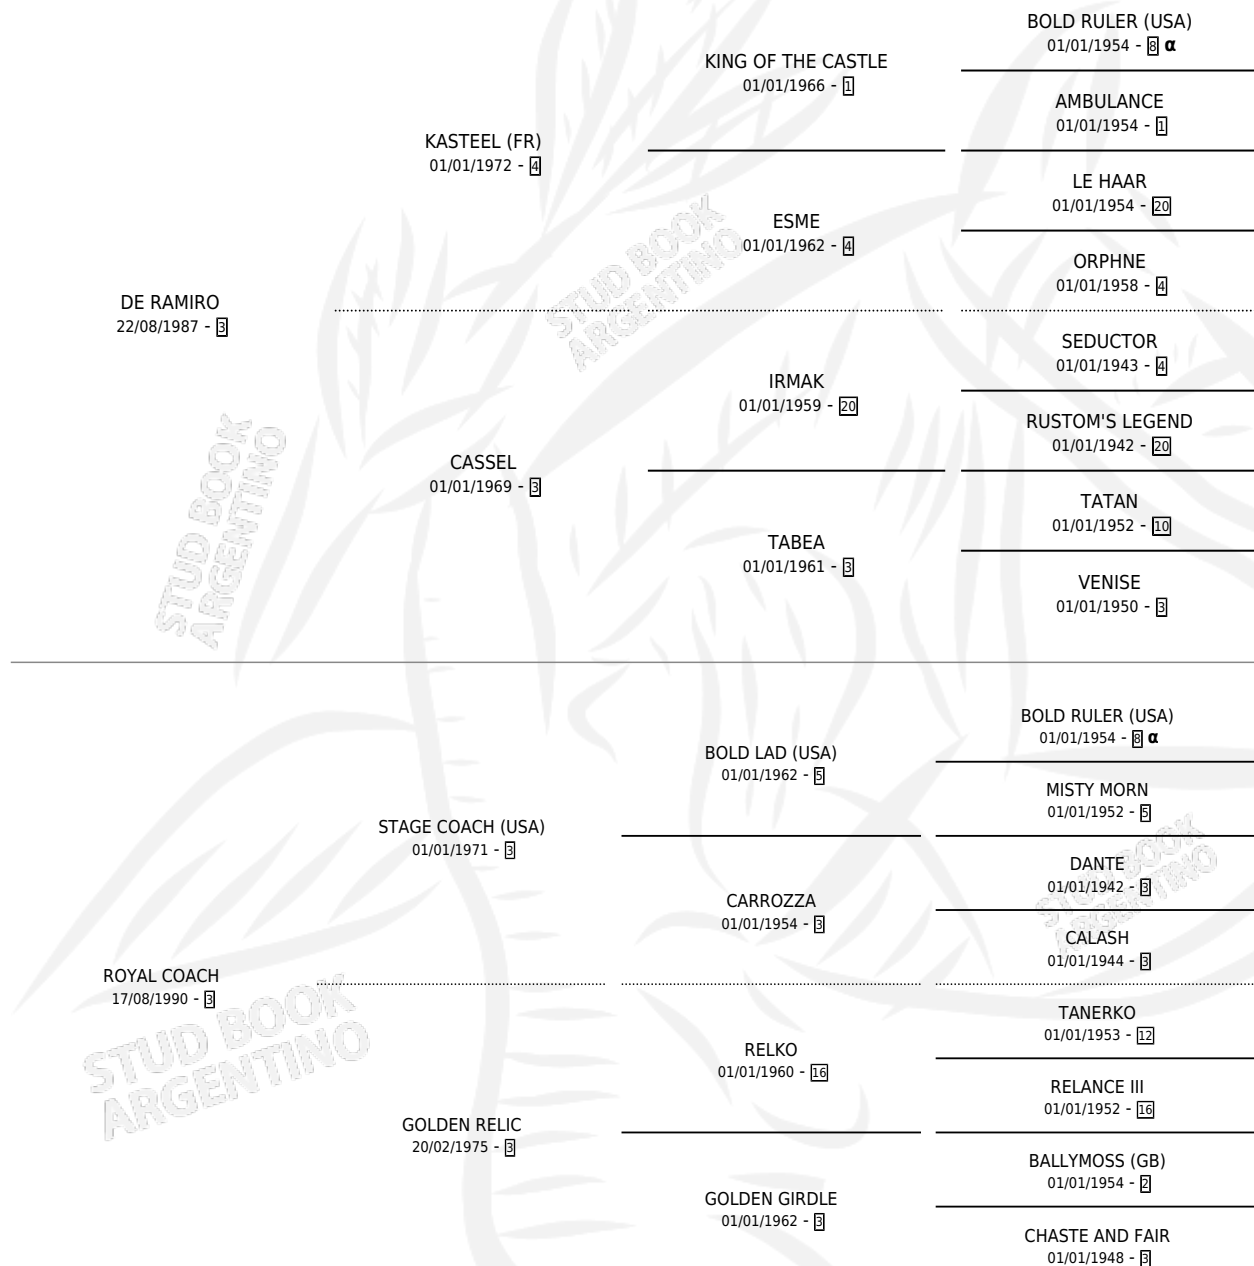 BOLD RULER (USA)
01/01/1954 - 8 α
KING OF THE CASTLE
01/01/1966 - 1
AMBULANCE
01/01/1954 - 1
KASTEEL (FR)
01/01/1972 - 4
LE HAAR
01/01/1954 - 20
ESME
01/01/1962 - 4
ORPHNE
01/01/1958 - 4
DE RAMIRO
22/08/1987 - 3
SEDUCTOR
01/01/1943 - 4
IRMAK
01/01/1959 - 20
RUSTOM'S LEGEND
01/01/1942 - 20
CASSEL
01/01/1969 - 3
TATAN
01/01/1952 - 10
TABEA
01/01/1961 - 3
VENISE
01/01/1950 - 3
BOLD RULER (USA)
01/01/1954 - 8 α
BOLD LAD (USA)
01/01/1962 - 5
MISTY MORN
01/01/1952 - 5
STAGE COACH (USA)
01/01/1971 - 3
DANTE
01/01/1942 - 3
CARROZZA
01/01/1954 - 3
CALASH
01/01/1944 - 3
ROYAL COACH
17/08/1990 - 3
TANERKO
01/01/1953 - 12
RELKO
01/01/1960 - 16
RELANCE III
01/01/1952 - 16
GOLDEN RELIC
20/02/1975 - 3
BALLYMOSS (GB)
01/01/1954 - 2
GOLDEN GIRDLE
01/01/1962 - 3
CHASTE AND FAIR
01/01/1948 - 3
STUD BOOK
ARGENTINO
STUD BOOK
ARGENTINO
STUD BOOK
ARGENTINO
STUD BOOK
ARGENTINO